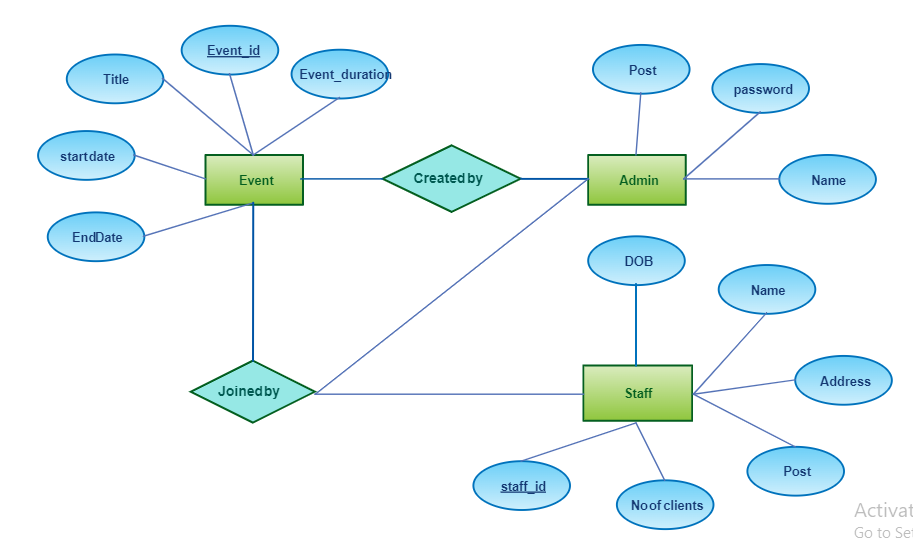 Event_id
Event_duration
Title
Post
password
startdate
Event
Created by
Admin
Name
EndDate
DOB
Name
Joined by
Staff
Address
Post
staff_id
No of clients
Activat
Go to Set